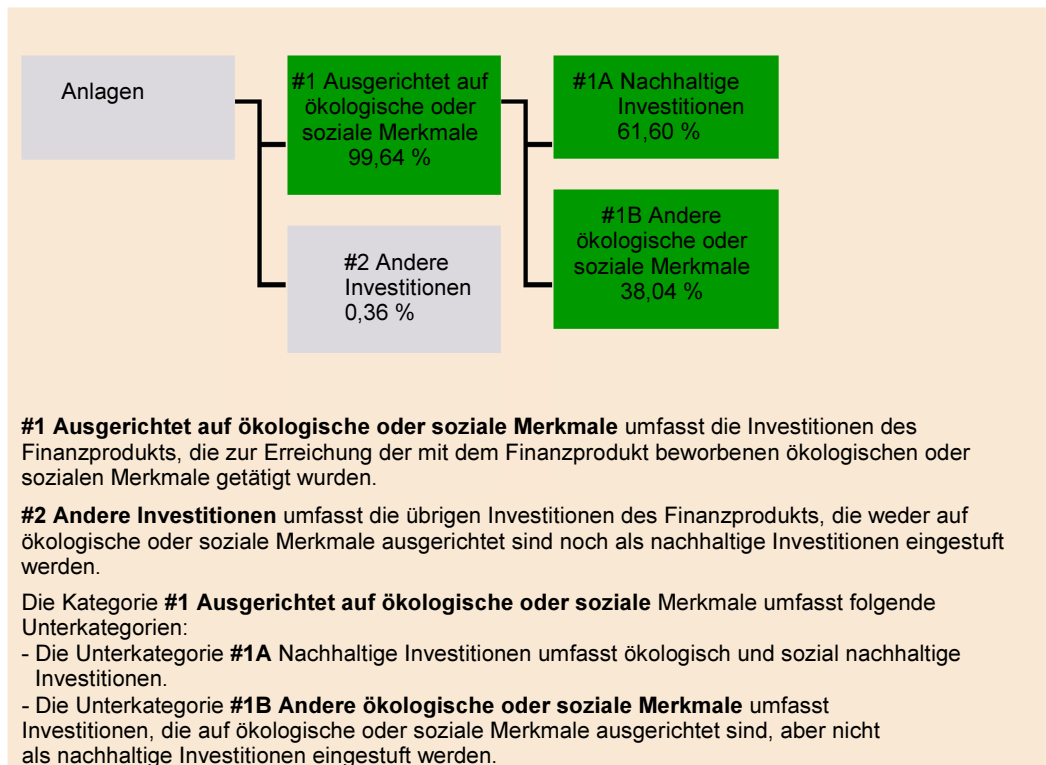 Anlagen
#1 Ausgerichtet auf
ökologische oder
soziale Merkmale
99,64 %
#2 Andere
Investitionen
0,36 %
#1A Nachhaltige
Investitionen
61,60 %
#1B Andere
ökologische oder
soziale Merkmale
38,04 %
#1 Ausgerichtet auf ökologische oder soziale Merkmale umfasst die Investitionen des
Finanzprodukts, die zur Erreichung der mit dem Finanzprodukt beworbenen ökologischen oder
sozialen Merkmale getätigt wurden.
#2 Andere Investitionen umfasst die übrigen Investitionen des Finanzprodukts, die weder auf
ökologische oder soziale Merkmale ausgerichtet sind noch als nachhaltige Investitionen eingestuft
werden.
Die Kategorie #1 Ausgerichtet auf ökologische oder soziale Merkmale umfasst folgende
Unterkategorien:
- Die Unterkategorie #1A Nachhaltige Investitionen umfasst ökologisch und sozial nachhaltige
Investitionen.
- Die Unterkategorie #1B Andere ökologische oder soziale Merkmale umfasst
Investitionen, die auf ökologische oder soziale Merkmale ausgerichtet sind, aber nicht
als nachhaltige Investitionen eingestuft werden.